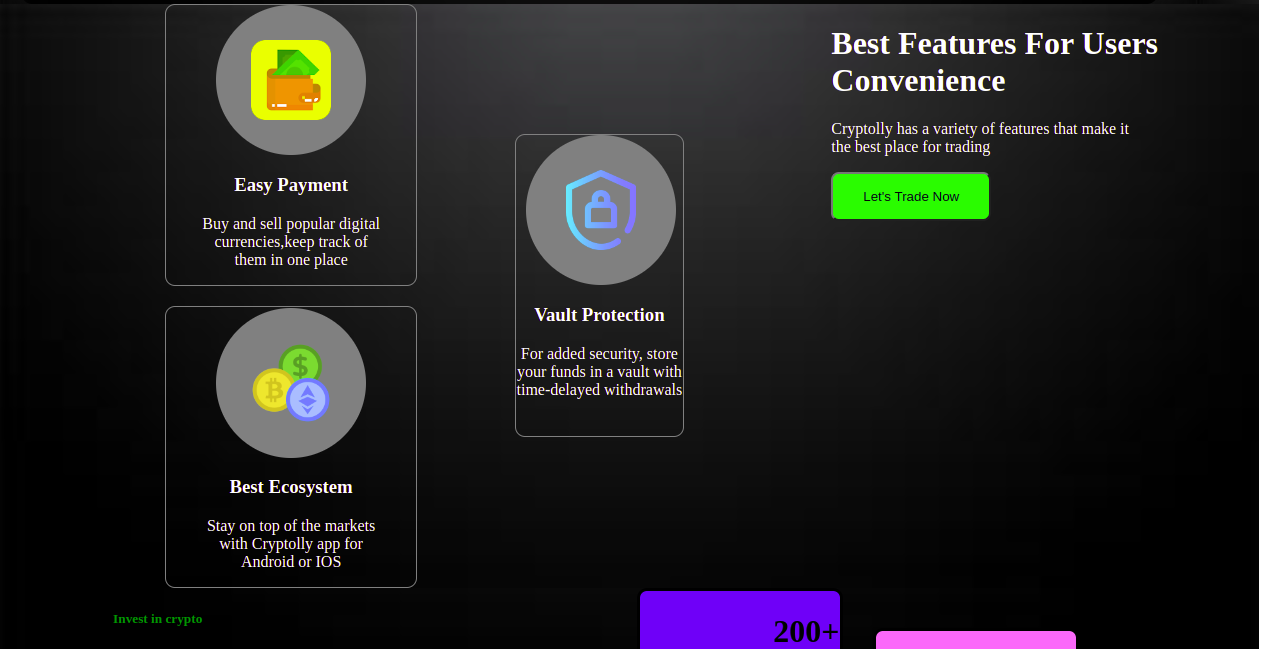 Easy Payment
Buy and sell popular digital
currencies,keep track of
them in one place
Best Ecosystem
Stay on top of the markets
with Cryptolly app for
Android or IOS
Vault Protection
For added security, store
your funds in a vault with
time-delayed withdrawals
Best Features For Users
Convenience
Cryptolly has a variety of features that make it
the best place for trading
Let's Trade Now
Invest in crypto
200+